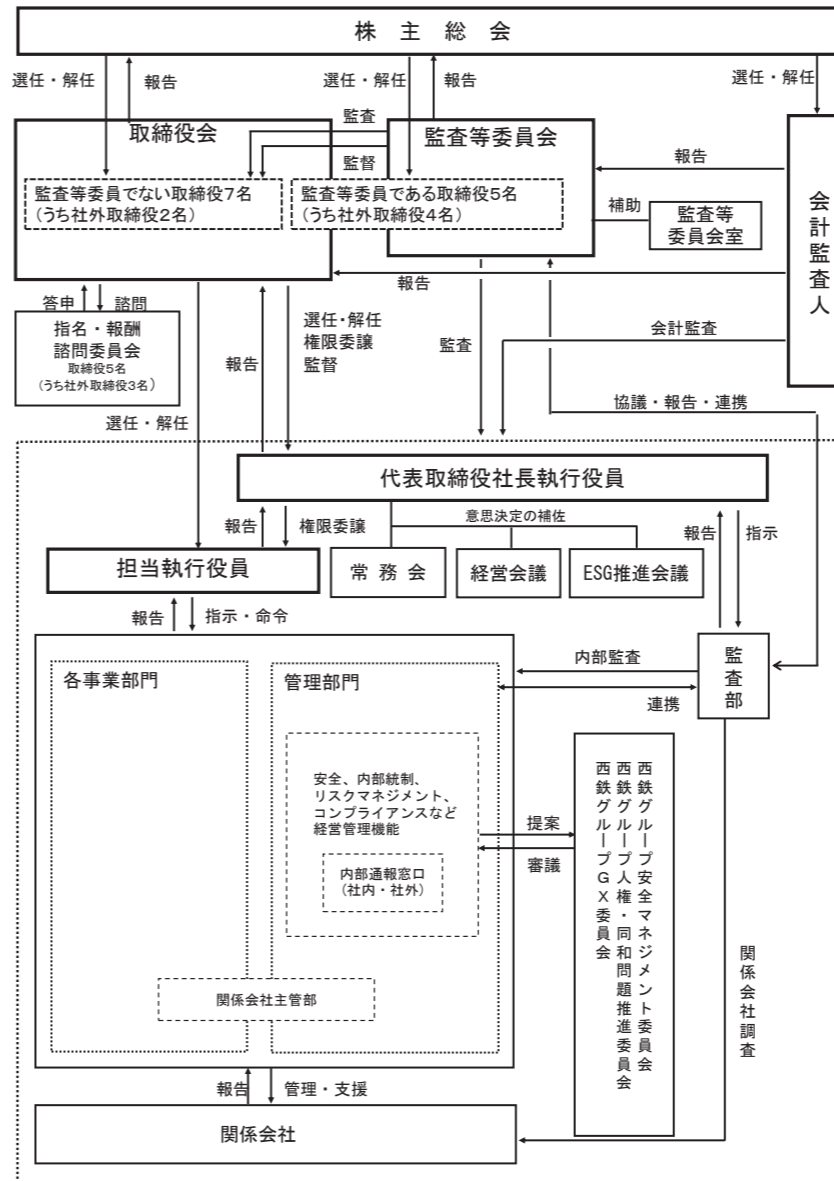 株主総会
選任・解任
報告
選任・解任
報告
選任・解任
取締役会
監査
監督
監査等委員会
監査等委員でない取締役7名
(うち社外取締役2名)
監査等委員である取締役5名
(うち社外取締役4名)
報告
補助
監査等
委員会室
会計監査人
報告
答申
諮問
指名・報酬
諮問委員会
取締役5名
(うち社外取締役3名)
報告
選任・解任
権限委譲
監督
監査
会計監査
協議・報告・連携
選任・解任
代表取締役社長執行役員
報告
権限委譲
意思決定の補佐
報告
指示
担当執行役員
常務会
経営会議
ESG推進会議
報告
指示・命令
各事業部門
管理部門
内部監査
連携
監査部
安全、内部統制、
リスクマネジメント、
コンプライアンスなど
経営管理機能
内部通報窓口
(社内・社外)
提案
審議
西鉄グループ安全マネジメント委員会
西鉄グループ人権・同和問題推進委員会
西鉄グループGX委員会
関係会社調査
関係会社主管部
報告
管理・支援
関係会社